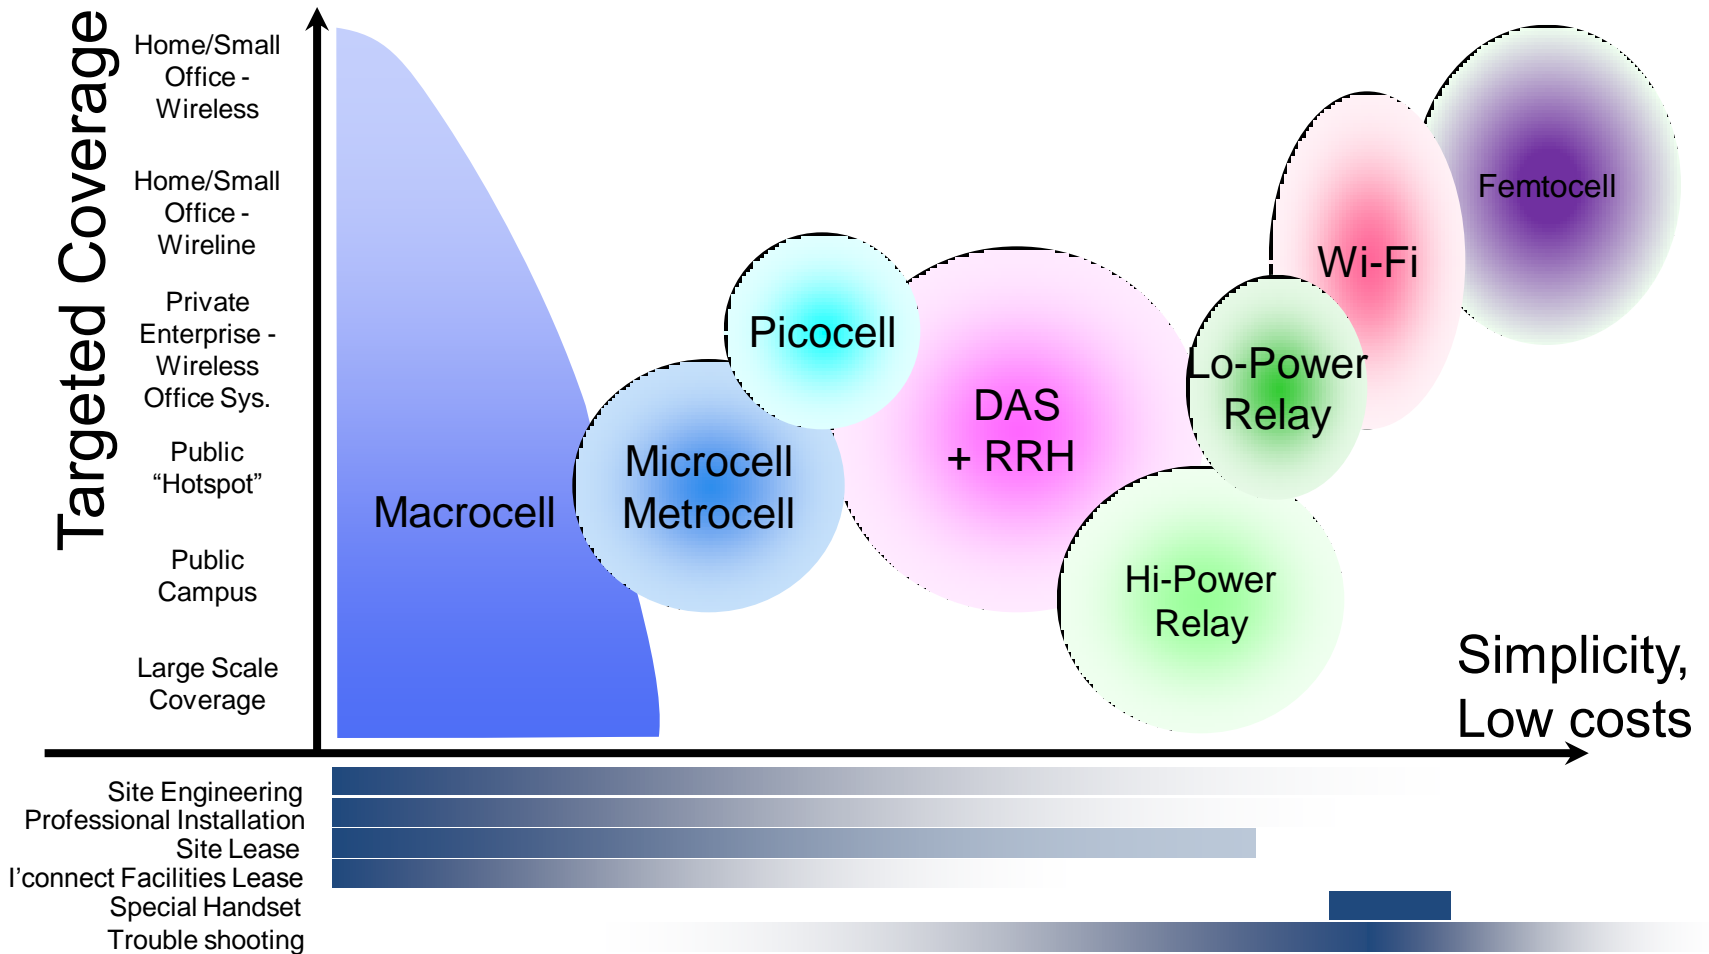 Targeted Coverage
Home/Small
Office -
Wireless
Home/Small
Office -
Wireline
Private
Enterprise -
Wireless
Office Sys.
Public
“Hotspot”
Public
Campus
Large Scale
Coverage
Macrocell
Microcell
Metrocell
Picocell
DAS
+ RRH
Lo-Power
Relay
Hi-Power
Relay
Wi-Fi
Femtocell
Simplicity,
Low costs
Site Engineering
Professional Installation
Site Lease
I’connect Facilities Lease
Special Handset
Trouble shooting